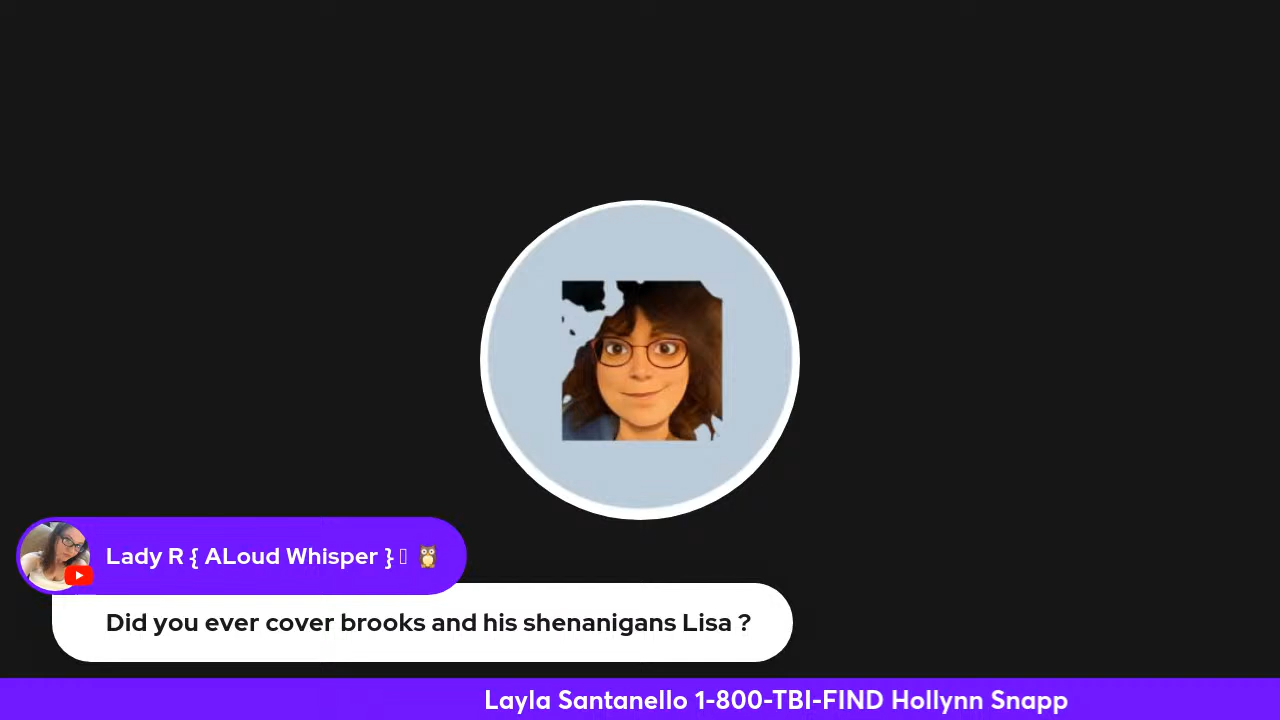 Lady R { ALoud Whisper } 🦉
Did you ever cover brooks and his shenanigans Lisa ?
Layla Santanello 1-800-TBI-FIND Hollynn Snapp